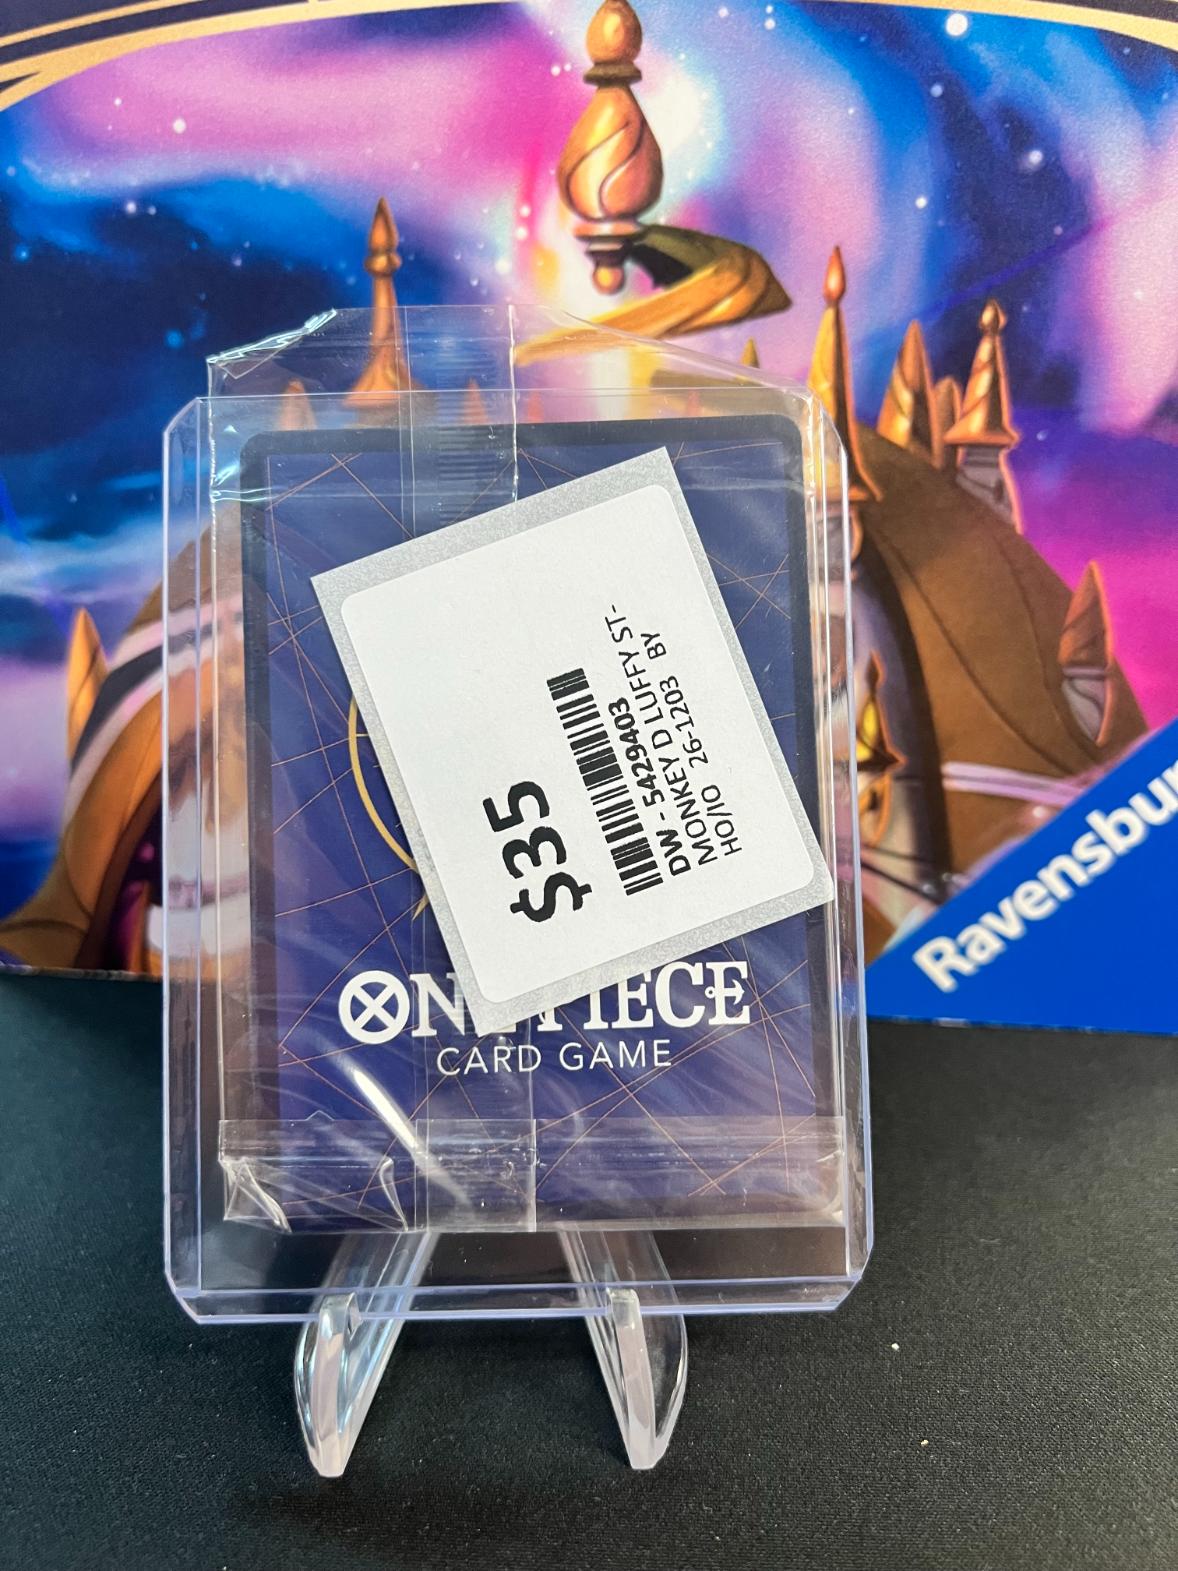 $35
DW - 5429403
MONKEY D LUFFY ST-
HO/IO 26-1203 BY
ONE PIECE
CARD GAME
Ravensbur